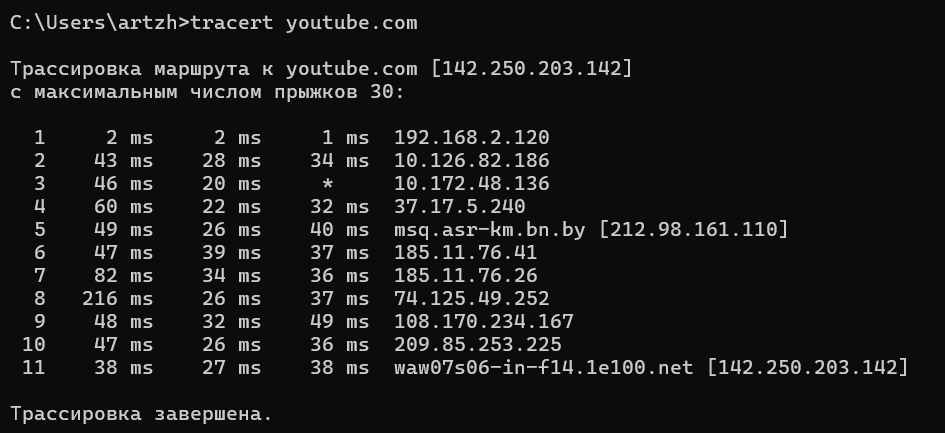 C:\Users\artzh>tracert youtube.com
Трассировка маршрута к youtube.com [142.250.203.142]
с максимальным числом прыжков 30:
1 2 ms 2 ms 1 ms 192.168.2.120
2 43 ms 28 ms 34 ms 10.126.82.186
3 46 ms 20 ms * 10.172.48.136
4 60 ms 22 ms 32 ms 37.17.5.240
5 49 ms 26 ms 40 ms msq.asr-km.bn.by [212.98.161.110]
6 47 ms 39 ms 37 ms 185.11.76.41
7 82 ms 34 ms 36 ms 185.11.76.26
8 216 ms 26 ms 37 ms 74.125.49.252
9 48 ms 32 ms 49 ms 108.170.234.167
10 47 ms 26 ms 36 ms 209.85.253.225
11 38 ms 27 ms 38 ms waw07s06-in-f14.1e100.net [142.250.203.142]
Трассировка завершена.